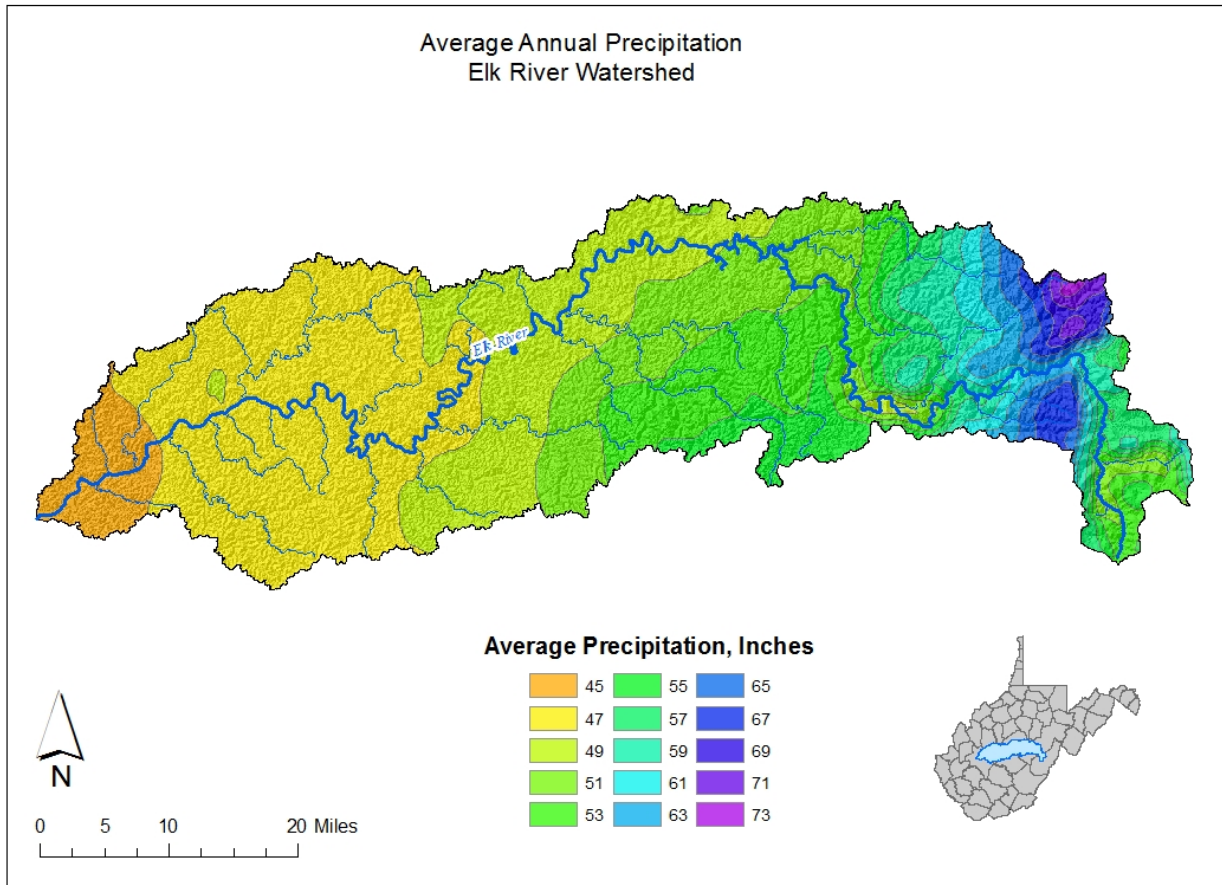 Average Annual Precipitation
Elk River Watershed
Elk River
Average Precipitation, Inches
45 55 65
47 57 67
49 59 69
51 61 71
53 63 73
N
0 5 10 20 Miles